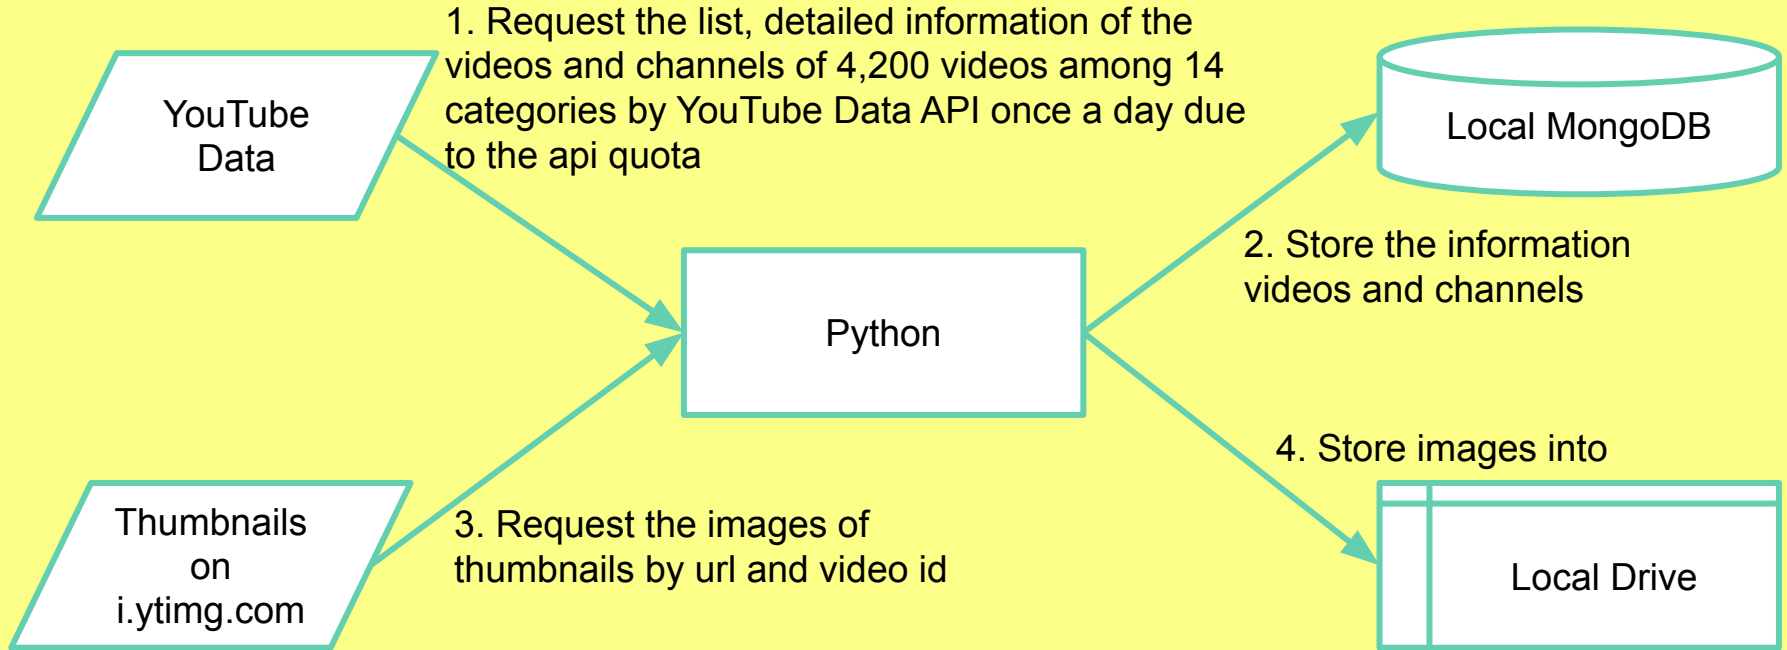 1. Request the list, detailed information of the
videos and channels of 4,200 videos among 14
categories by YouTube Data API once a day due
to the api quota
YouTube
Data
Local MongoDB
2. Store the information
videos and channels
Python
4. Store images into
Thumbnails
on
i.ytimg.com
3. Request the images of
thumbnails by url and video id
Local Drive